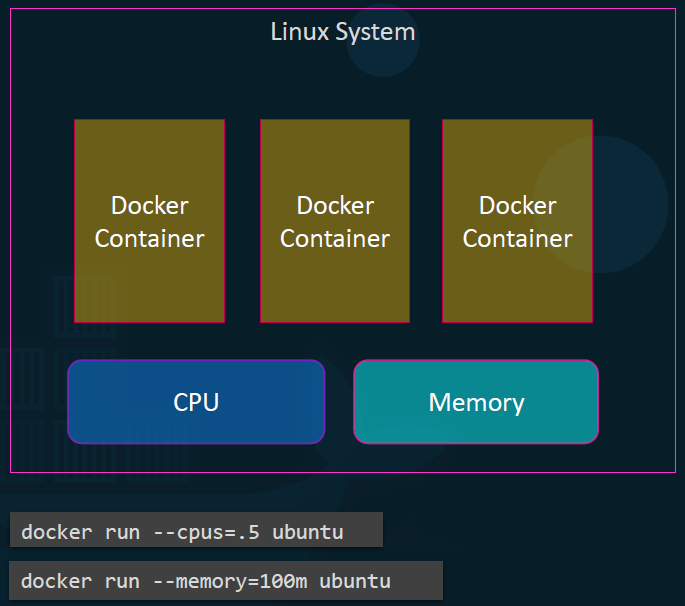 Linux System
Docker
Container
Docker
Container
Docker
Container
CPU
Memory
docker run --cpus=.5 ubuntu
docker run --memory=100m ubuntu